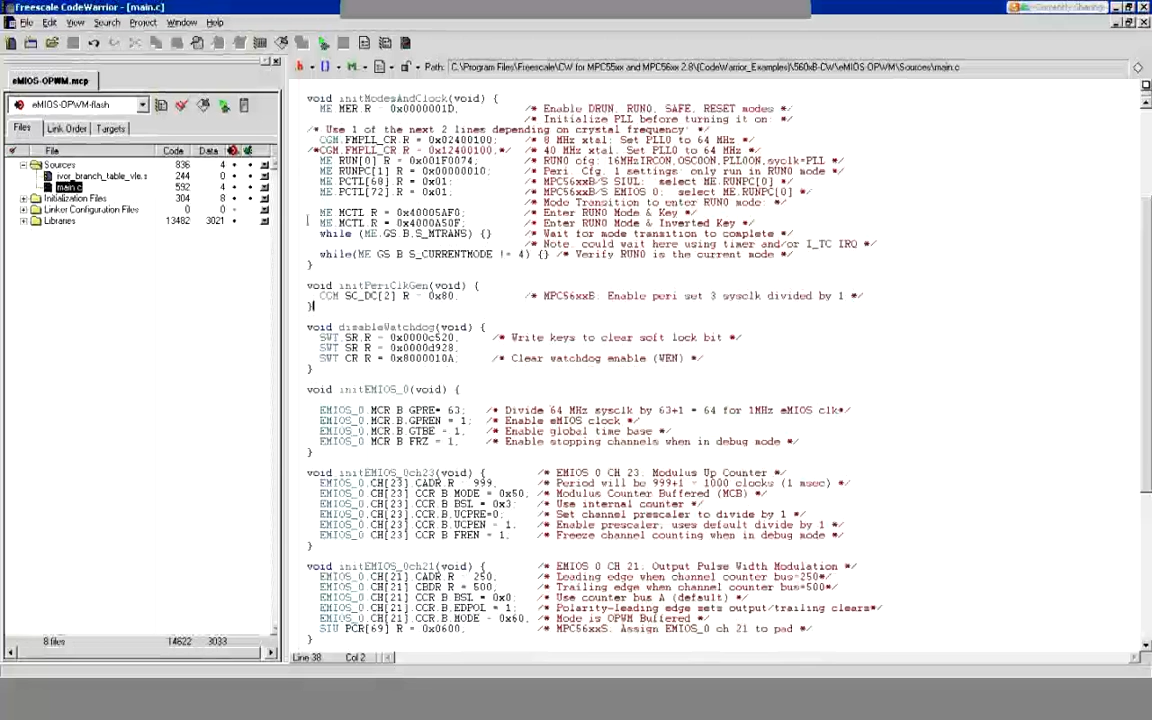 Freescale CodeWarrior - [main.c]
Currently Sharing
File Edit View Search Project Window Help
eMIOS-OPWM.mcp
eMIOS-OPWM-flash
Files Link Order Targets
File Code Data
Sources 836 4
ivor_branch_table_vle.s 244 0
main.c 592 4
Initialization Files 304 8
Linker Configuration Files 0 0
Libraries 13482 3021
8 files 14622 3033
Path: C:\Program Files\Freescale\CW for MPC55xx and MPC56xx 2.8\(CodeWarrior_Examples)\560xB-CW\eMIOS-OPWM\Sources\main.c
void initModesAndClock(void) {
ME.MER.R = 0x0000001D; /* Enable DRUN, RUN0, SAFE, RESET modes */
/* Initialize PLL before turning it on: */
/* Use 1 of the next 2 lines depending on crystal frequency: */
CGM.FMPLL_CR.R = 0x02400100; /* 8 MHz xtal: Set PLL0 to 64 MHz */
/*CGM.FMPLL_CR.R = 0x12400100;*/ /* 40 MHz xtal: Set PLL0 to 64 MHz */
ME.RUN[0].R = 0x001F0074; /* RUN0 cfg: 16MHzIRCON,OSC0ON,PLL0ON,syclk=PLL */
ME.RUNPC[1].R = 0x00000010; /* Peri. Cfg. 1 settings: only run in RUN0 mode */
ME.PCTL[68].R = 0x01; /* MPC56xxB/S SIUL: select ME.RUNPC[0] */
ME.PCTL[72].R = 0x01; /* MPC56xxB/S EMIOS 0: select ME.RUNPC[0] */
/* Mode Transition to enter RUN0 mode: */
ME.MCTL.R = 0x40005AF0; /* Enter RUN0 Mode & Key */
ME.MCTL.R = 0x4000A50F; /* Enter RUN0 Mode & Inverted Key */
while (ME.GS.B.S_MTRANS) {} /* Wait for mode transition to complete */
/* Note: could wait here using timer and/or I_TC IRQ */
while(ME.GS.B.S_CURRENTMODE != 4) {} /* Verify RUN0 is the current mode */
}
void initPeriClkGen(void) {
CGM.SC_DC[2].R = 0x80; /* MPC56xxB: Enable peri set 3 sysclk divided by 1 */
}
void disableWatchdog(void) {
SWT.SR.R = 0x0000c520; /* Write keys to clear soft lock bit */
SWT.SR.R = 0x0000d928;
SWT.CR.R = 0x8000010A; /* Clear watchdog enable (WEN) */
}
void initEMIOS_0(void) {
EMIOS_0.MCR.B.GPRE= 63; /* Divide 64 MHz sysclk by 63+1 = 64 for 1MHz eMIOS clk*/
EMIOS_0.MCR.B.GPREN = 1; /* Enable eMIOS clock */
EMIOS_0.MCR.B.GTBE = 1; /* Enable global time base */
EMIOS_0.MCR.B.FRZ = 1; /* Enable stopping channels when in debug mode */
}
void initEMIOS_0ch23(void) { /* EMIOS 0 CH 23: Modulus Up Counter */
EMIOS_0.CH[23].CADR.R = 999; /* Period will be 999+1 = 1000 clocks (1 msec) */
EMIOS_0.CH[23].CCR.B.MODE = 0x50; /* Modulus Counter Buffered (MCB) */
EMIOS_0.CH[23].CCR.B.BSL = 0x3; /* Use internal counter */
EMIOS_0.CH[23].CCR.B.UCPRE=0; /* Set channel prescaler to divide by 1 */
EMIOS_0.CH[23].CCR.B.UCPEN = 1; /* Enable prescaler; uses default divide by 1 */
EMIOS_0.CH[23].CCR.B.FREN = 1; /* Freeze channel counting when in debug mode */
}
void initEMIOS_0ch21(void) { /* EMIOS 0 CH 21: Output Pulse Width Modulation */
EMIOS_0.CH[21].CADR.R = 250; /* Leading edge when channel counter bus=250*/
EMIOS_0.CH[21].CBDR.R = 500; /* Trailing edge when channel counter bus=500*/
EMIOS_0.CH[21].CCR.B.BSL = 0x0; /* Use counter bus A (default) */
EMIOS_0.CH[21].CCR.B.EDPOL = 1; /* Polarity-leading edge sets output/trailing clears*/
EMIOS_0.CH[21].CCR.B.MODE = 0x60; /* Mode is OPWM Buffered */
SIU.PCR[69].R = 0x0600; /* MPC56xxS: Assign EMIOS_0 ch 21 to pad */
}
Line 38 Col 2